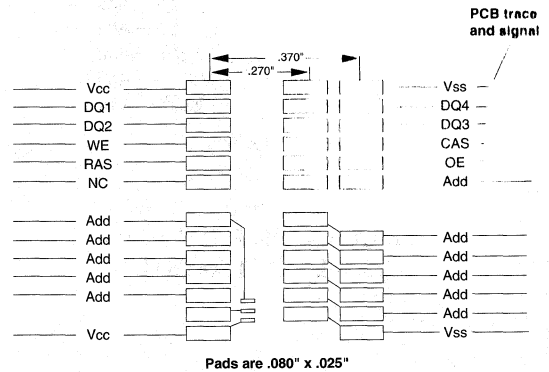 PCB trace
and signal
.370"
.270"
Vcc Vss
DQ1 DQ4
DQ2 DQ3
WE CAS
RAS OE
NC Add
Add
Add Add
Add Add
Add Add
Add Add
Add
Vcc Vss
Pads are .080" x .025"